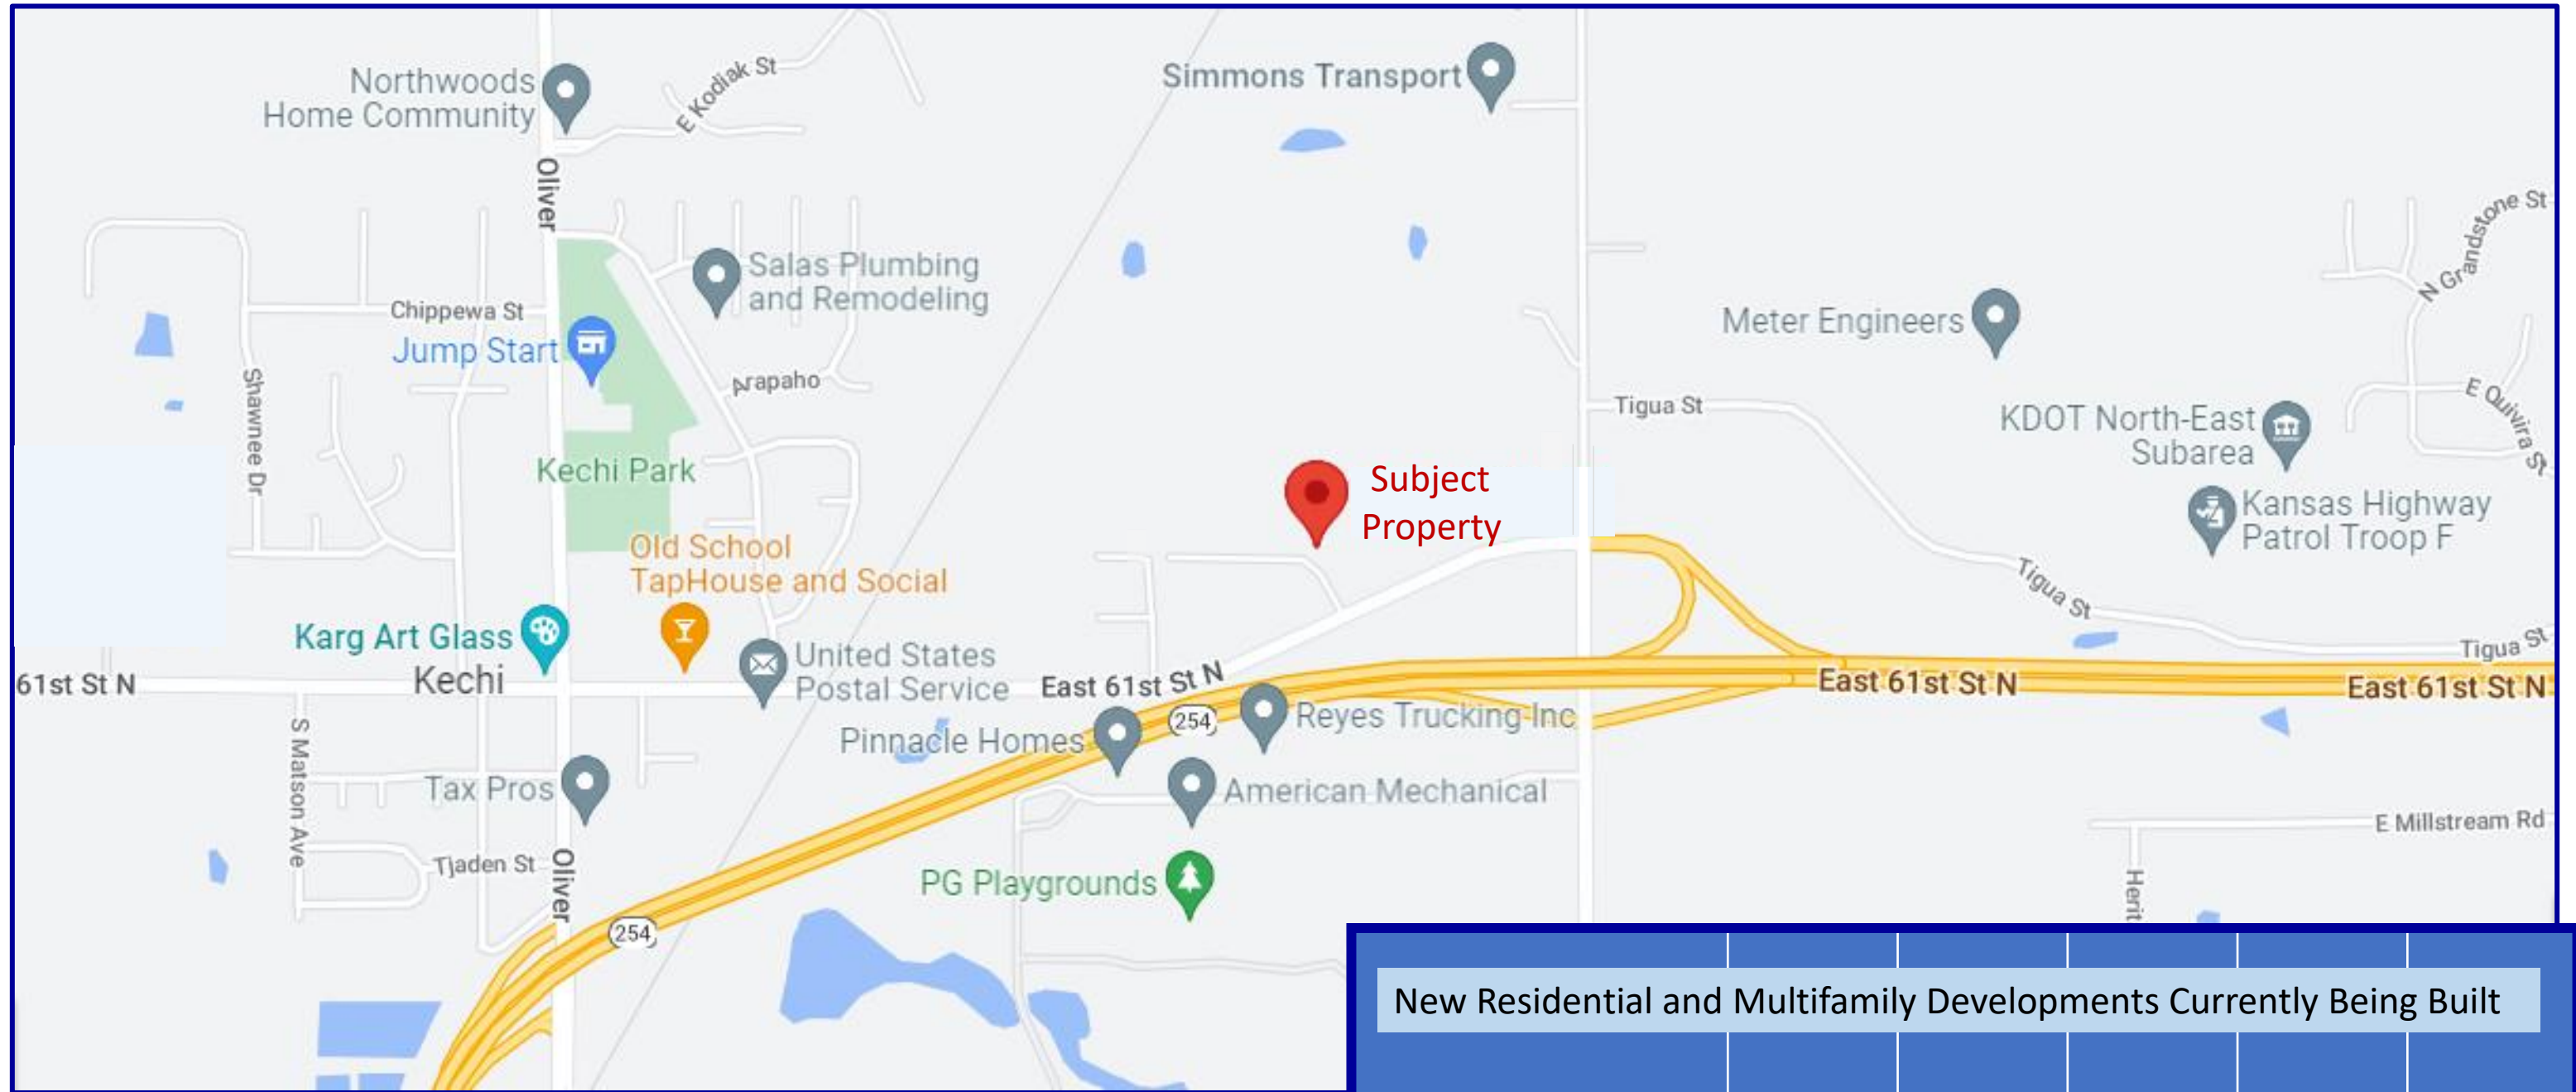 Northwoods
Home Community
E Kodiak St
Simmons Transport
Oliver
N Grandstone St
Salas Plumbing
and Remodeling
Chippewa St
Jump Start
Meter Engineers
Shawnee Dr
Arapaho
E Quivira St
Tigua St
KDOT North-East
Subarea
Kechi Park
Subject
Property
Kansas Highway
Patrol Troop F
Old School
TapHouse and Social
Tigua St
Karg Art Glass
Kechi
United States
Postal Service
Tigua St
61st St N
East 61st St N
East 61st St N
East 61st St N
254
Reyes Trucking Inc
Pinnacle Homes
S Matson Ave
Tax Pros
American Mechanical
E Millstream Rd
Tjaden St
Oliver
PG Playgrounds
Herit
254
New Residential and Multifamily Developments Currently Being Built